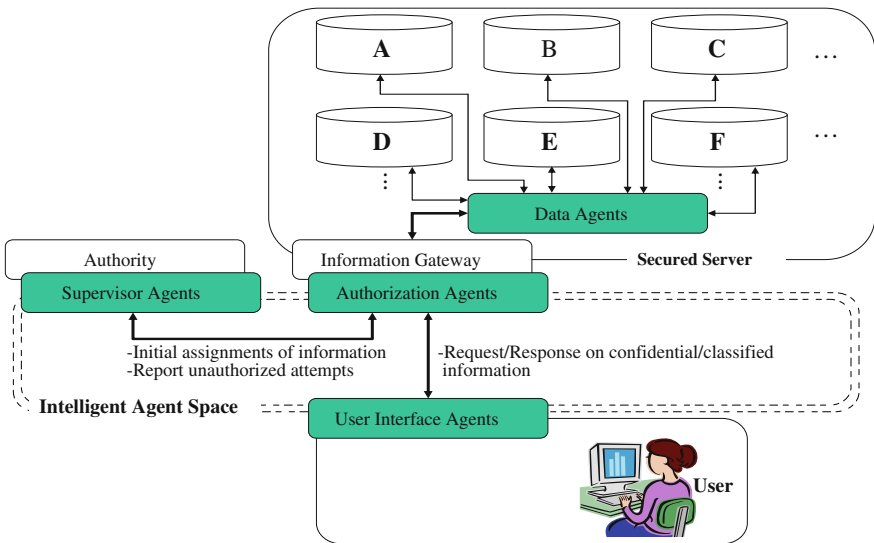 A
B
C
...
D
E
F
...
...
...
Data Agents
Authority
Information Gateway
Secured Server
Supervisor Agents
Authorization Agents
-Initial assignments of information
-Report unauthorized attempts
-Request/Response on confidential/classified
information
Intelligent Agent Space
User Interface Agents
User